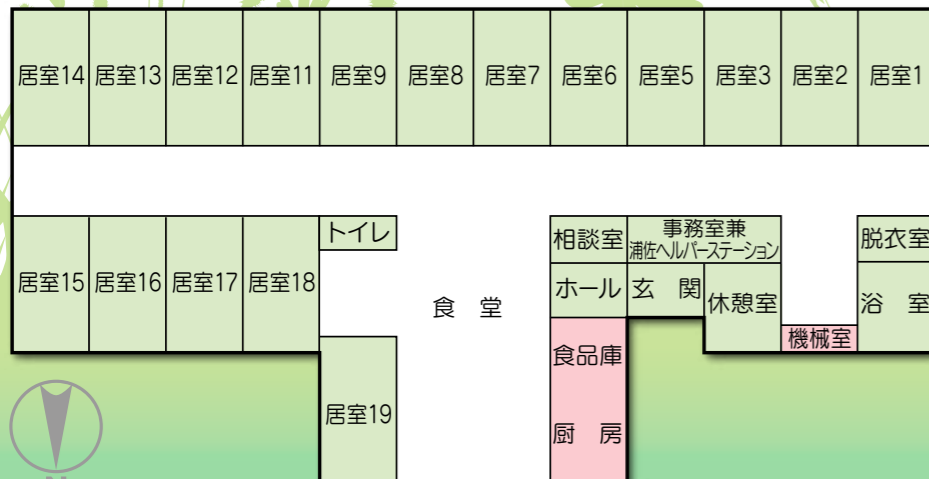 居室14 居室13 居室12 居室11 居室9 居室8 居室7 居室6 居室5 居室3 居室2 居室1
トイレ
相談室
事務室兼
浦佐ヘルパーステーション
脱衣室
居室15 居室16 居室17 居室18
食 堂
ホール
玄 関
休憩室
浴 室
機械室
食品庫
居室19
厨 房